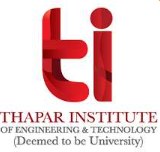 ti
THAPAR INSTITUTE
OF ENGINEERING & TECHNOLOGY
(Deemed to be University)